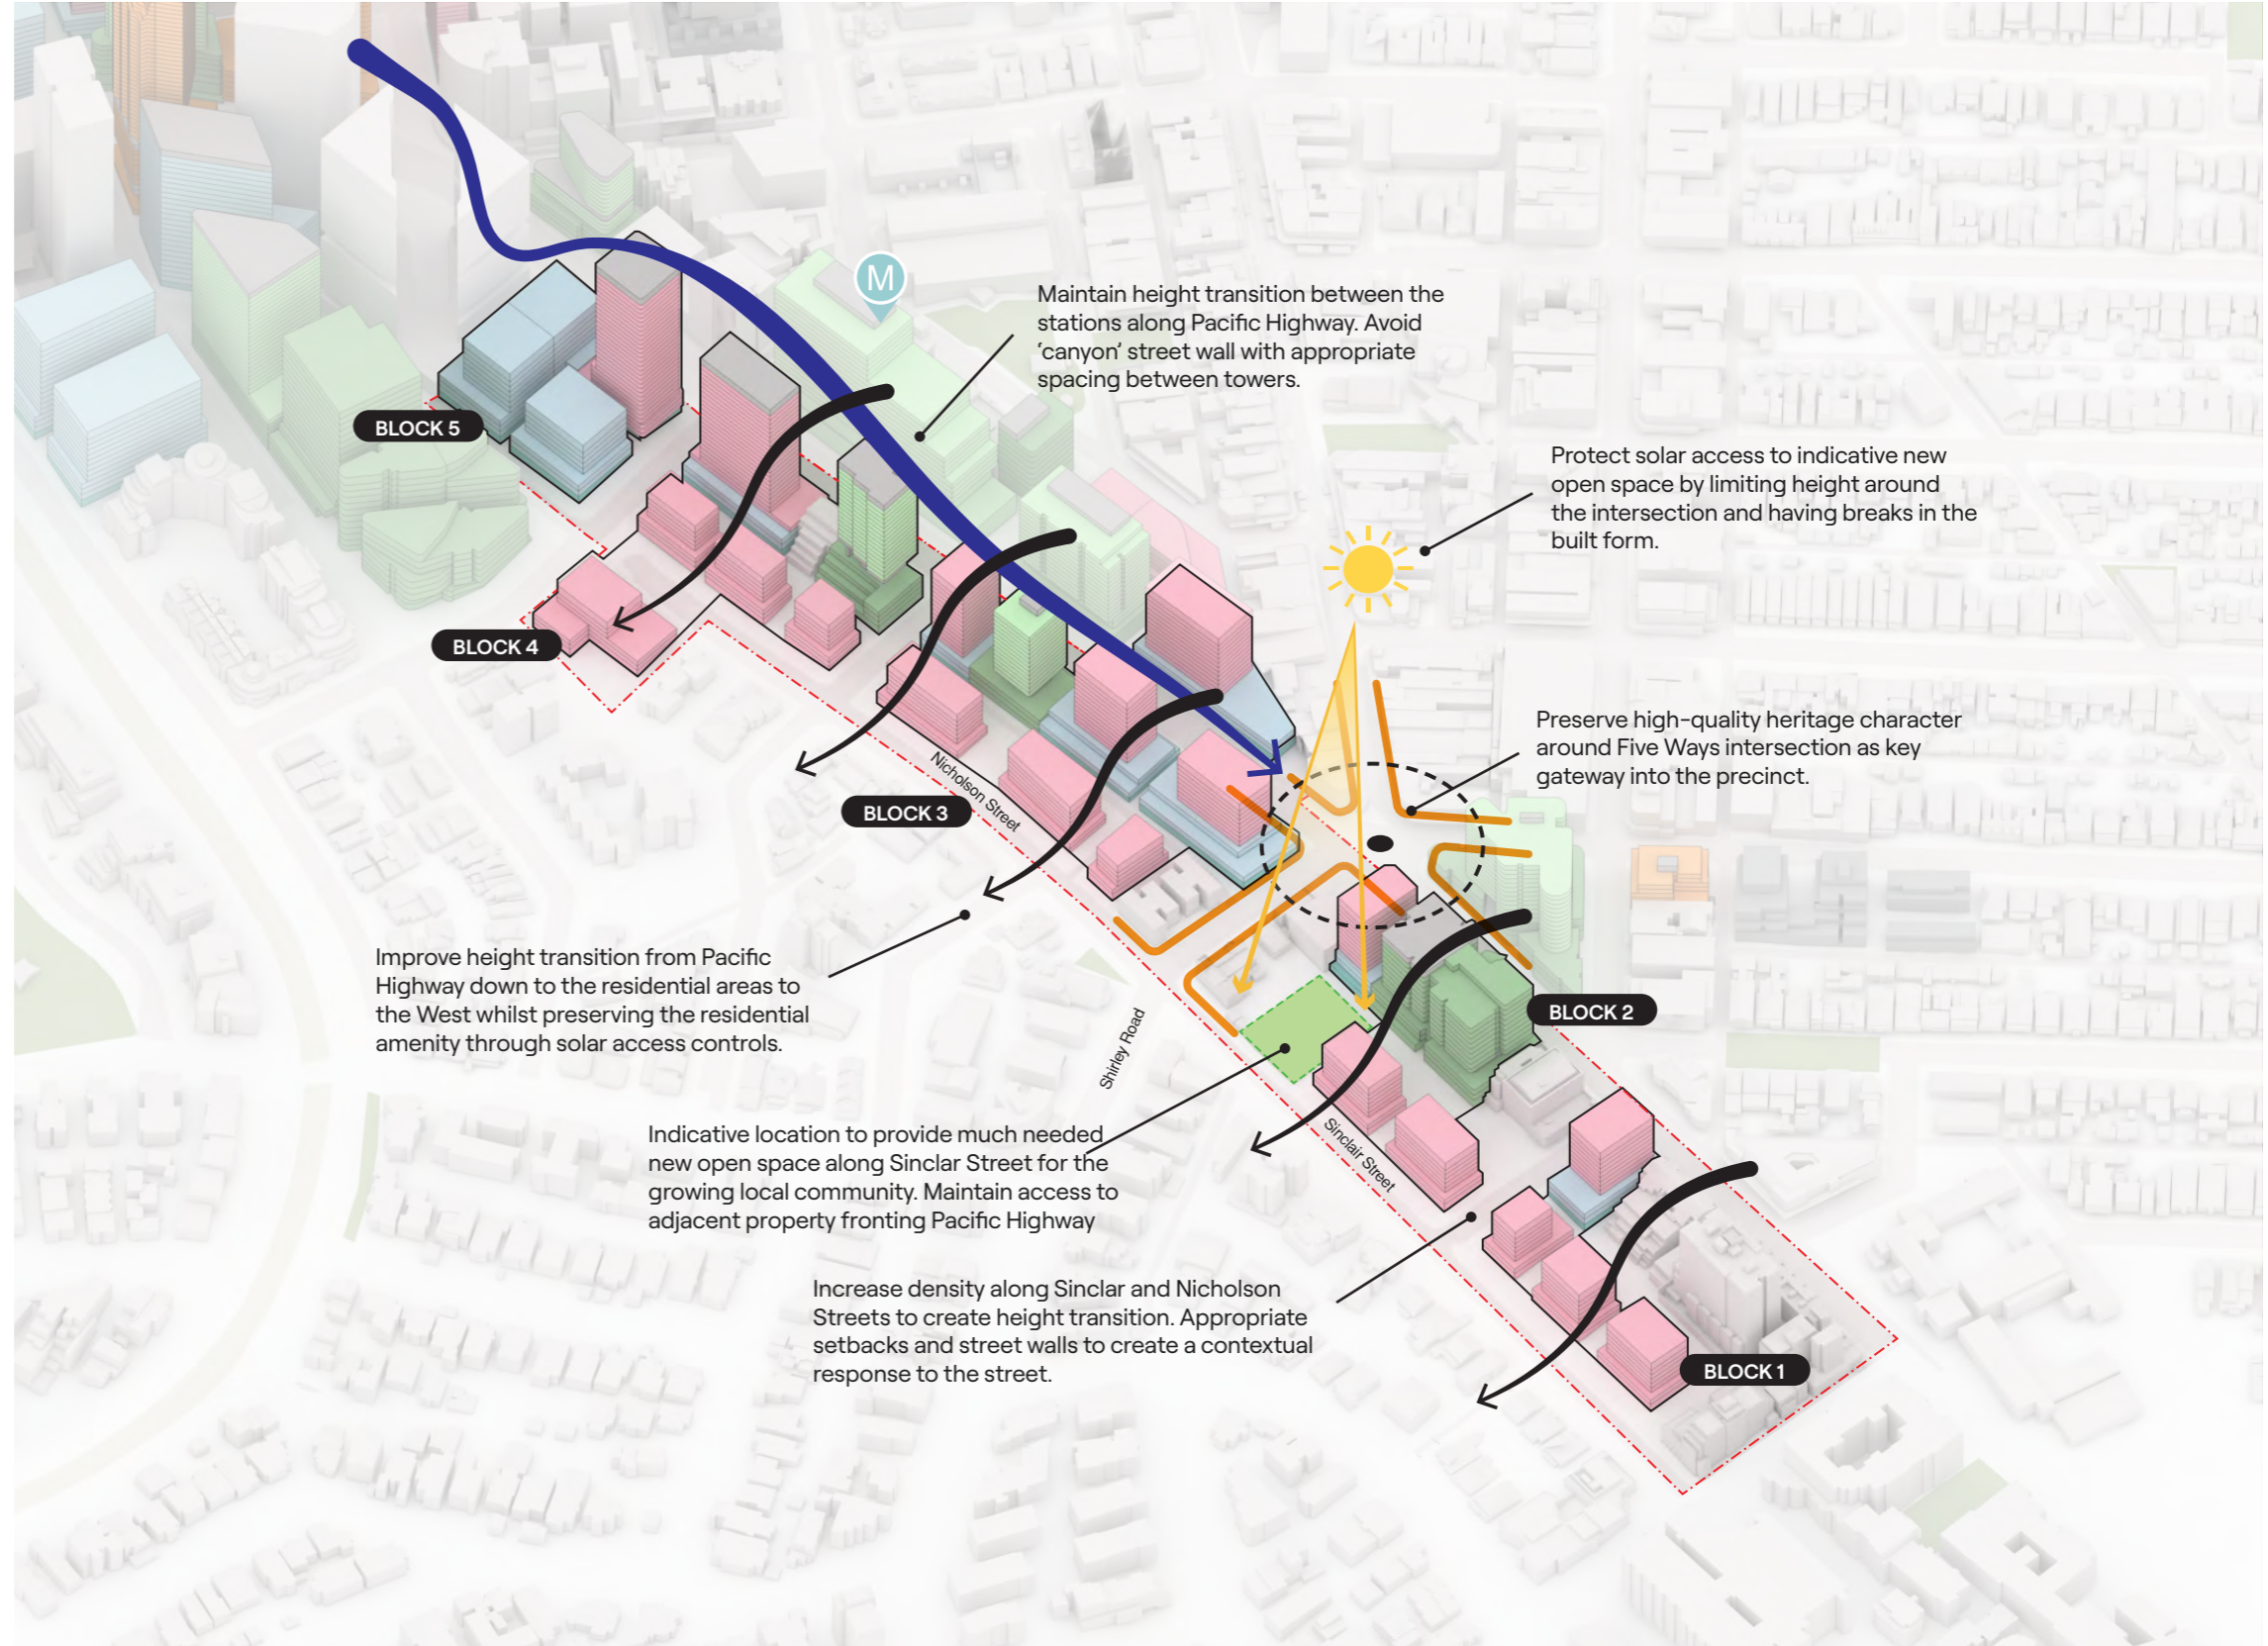 M
Maintain height transition between the
stations along Pacific Highway. Avoid
‘canyon’ street wall with appropriate
spacing between towers.
BLOCK 5
Protect solar access to indicative new
open space by limiting height around
the intersection and having breaks in the
built form.
BLOCK 4
Preserve high-quality heritage character
around Five Ways intersection as key
gateway into the precinct.
Nicholson Street
BLOCK 3
Improve height transition from Pacific
Highway down to the residential areas to
the West whilst preserving the residential
amenity through solar access controls.
BLOCK 2
Shirley Road
Indicative location to provide much needed
new open space along Sinclar Street for the
growing local community. Maintain access to
adjacent property fronting Pacific Highway
Sinclair Street
Increase density along Sinclar and Nicholson
Streets to create height transition. Appropriate
setbacks and street walls to create a contextual
response to the street.
BLOCK 1